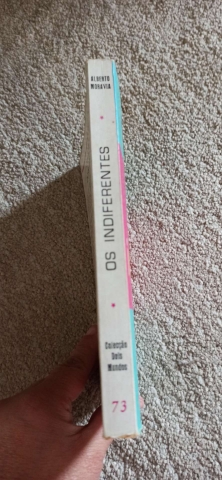 ALBERTO
MORAVIA
OS INDIFERENTES
Colecção
Dois
Mundos
73